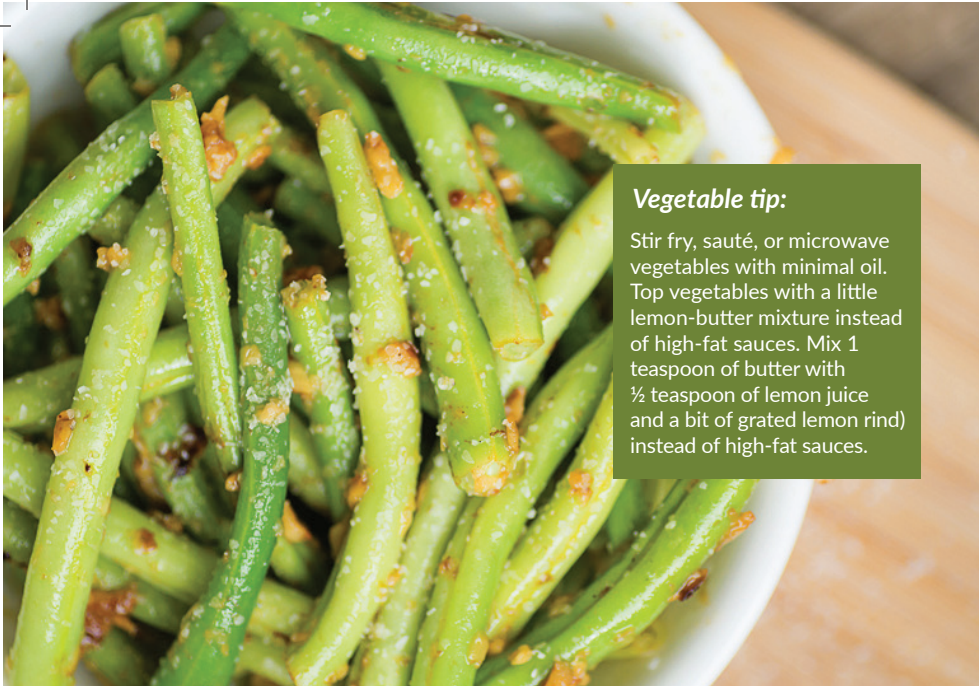 Vegetable tip:
Stir fry, sauté, or microwave
vegetables with minimal oil.
Top vegetables with a little
lemon-butter mixture instead
of high-fat sauces. Mix 1
teaspoon of butter with
½ teaspoon of lemon juice
and a bit of grated lemon rind)
instead of high-fat sauces.